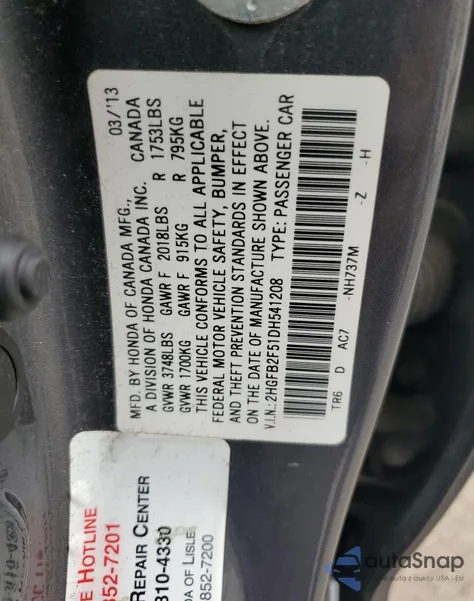 MFD. BY HONDA OF CANADA MFG., 03/'13
A DIVISION OF HONDA CANADA INC. CANADA
GVWR 3748LBS GAWR F 2018LBS R 1753LBS
GVWR 1700KG GAWR F 915KG R 795KG
THIS VEHICLE CONFORMS TO ALL APPLICABLE
FEDERAL MOTOR VEHICLE SAFETY, BUMPER,
AND THEFT PREVENTION STANDARDS IN EFFECT
ON THE DATE OF MANUFACTURE SHOWN ABOVE.
V.I.N.: 2HGFB2F51DH541208 TYPE: PASSENGER CAR
TR6 D AC7 -NH737M -Z -H
E HOTLINE
852-7201
Repair Center
810-4330
DA OF LISLE
852-7200
autoSnap